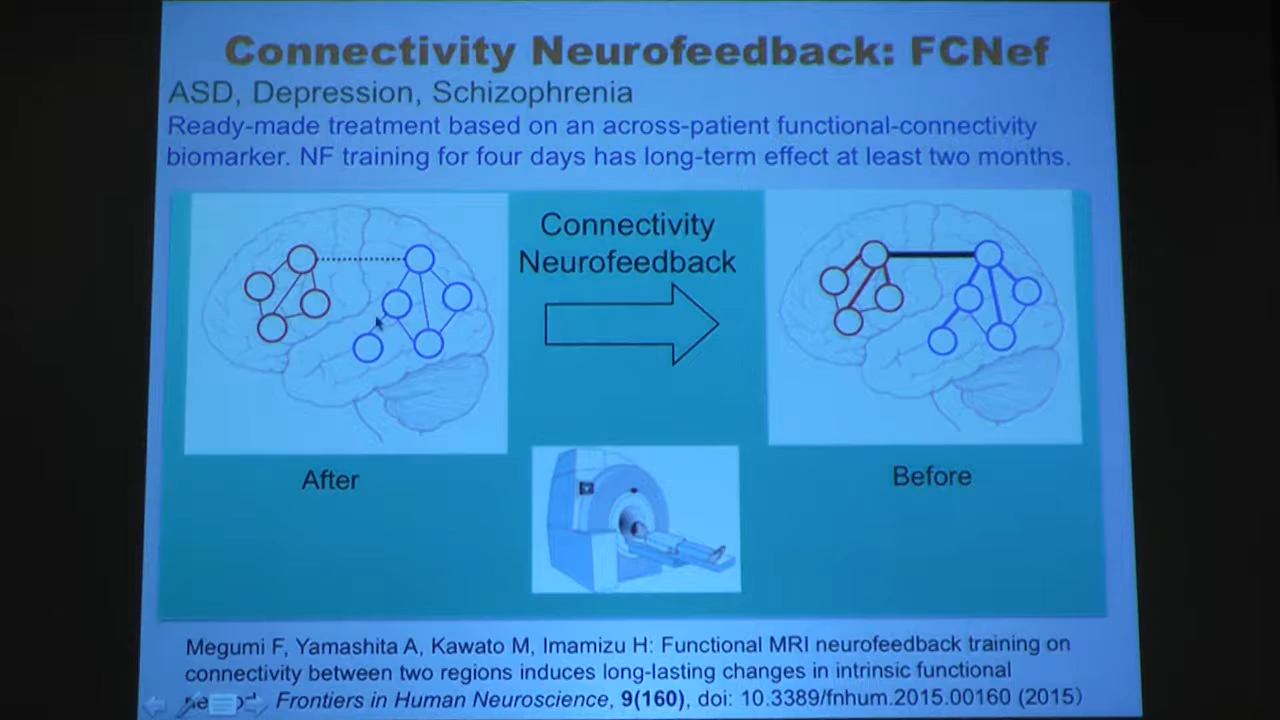 Connectivity Neurofeedback: FCNef
ASD, Depression, Schizophrenia
Ready-made treatment based on an across-patient functional-connectivity
biomarker. NF training for four days has long-term effect at least two months.
Connectivity
Neurofeedback
After
Before
Megumi F, Yamashita A, Kawato M, Imamizu H: Functional MRI neurofeedback training on
connectivity between two regions induces long-lasting changes in intrinsic functional
Frontiers in Human Neuroscience, 9(160), doi: 10.3389/fnhum.2015.00160 (2015)